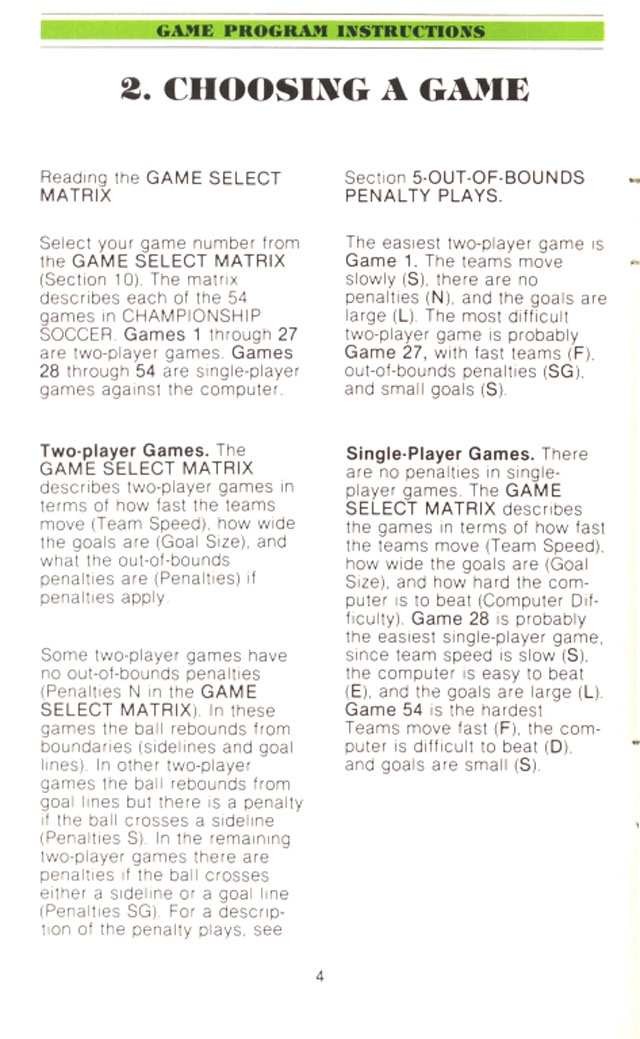 GAME PROGRAM INSTRUCTIONS
2. CHOOSING A GAME
Reading the GAME SELECT
MATRIX
Select your game number from
the GAME SELECT MATRIX
(Section 10). The matrix
describes each of the 54
games in CHAMPIONSHIP
SOCCER. Games 1 through 27
are two-player games. Games
28 through 54 are single-player
games against the computer.
Two-player Games. The
GAME SELECT MATRIX
describes two-player games in
terms of how fast the teams
move (Team Speed), how wide
the goals are (Goal Size), and
what the out-of-bounds
penalties are (Penalties) if
penalties apply.
Some two-player games have
no out-of-bounds penalties
(Penalties N in the GAME
SELECT MATRIX). In these
games the ball rebounds from
boundaries (sidelines and goal
lines). In other two-player
games the ball rebounds from
goal lines but there is a penalty
if the ball crosses a sideline
(Penalties S). In the remaining
two-player games there are
penalties if the ball crosses
either a sideline or a goal line
(Penalties SG). For a descrip-
tion of the penalty plays, see
Section 5-OUT-OF-BOUNDS
PENALTY PLAYS.
The easiest two-player game is
Game 1. The teams move
slowly (S), there are no
penalties (N), and the goals are
large (L). The most difficult
two-player game is probably
Game 27, with fast teams (F),
out-of-bounds penalties (SG),
and small goals (S).
Single-Player Games. There
are no penalties in single-
player games. The GAME
SELECT MATRIX describes
the games in terms of how fast
the teams move (Team Speed),
how wide the goals are (Goal
Size), and how hard the com-
puter is to beat (Computer Dif-
ficulty). Game 28 is probably
the easiest single-player game,
since team speed is slow (S),
the computer is easy to beat
(E), and the goals are large (L).
Game 54 is the hardest
Teams move fast (F), the com-
puter is difficult to beat (D),
and goals are small (S).
4